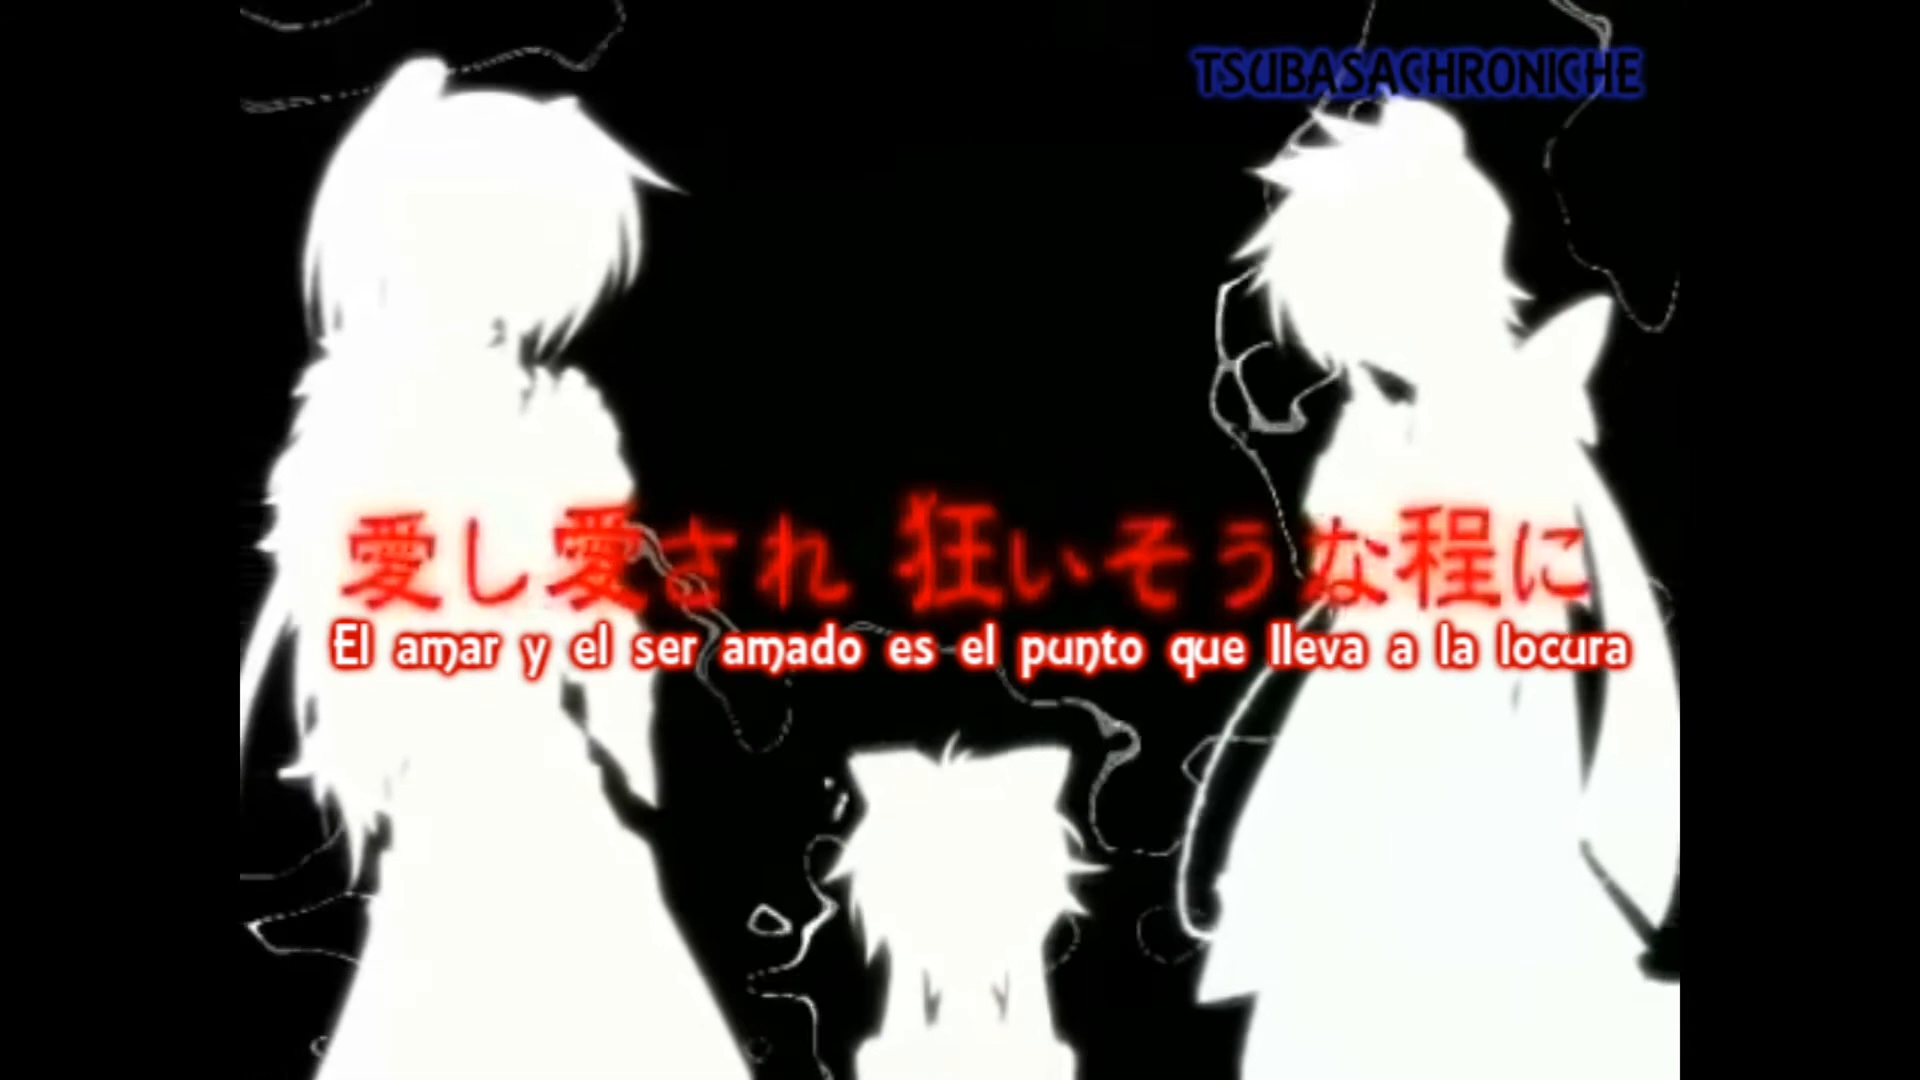 TSUBASACHRONICHE
愛し愛され 狂いそうな程に
El amar y el ser amado es el punto que lleva a la locura